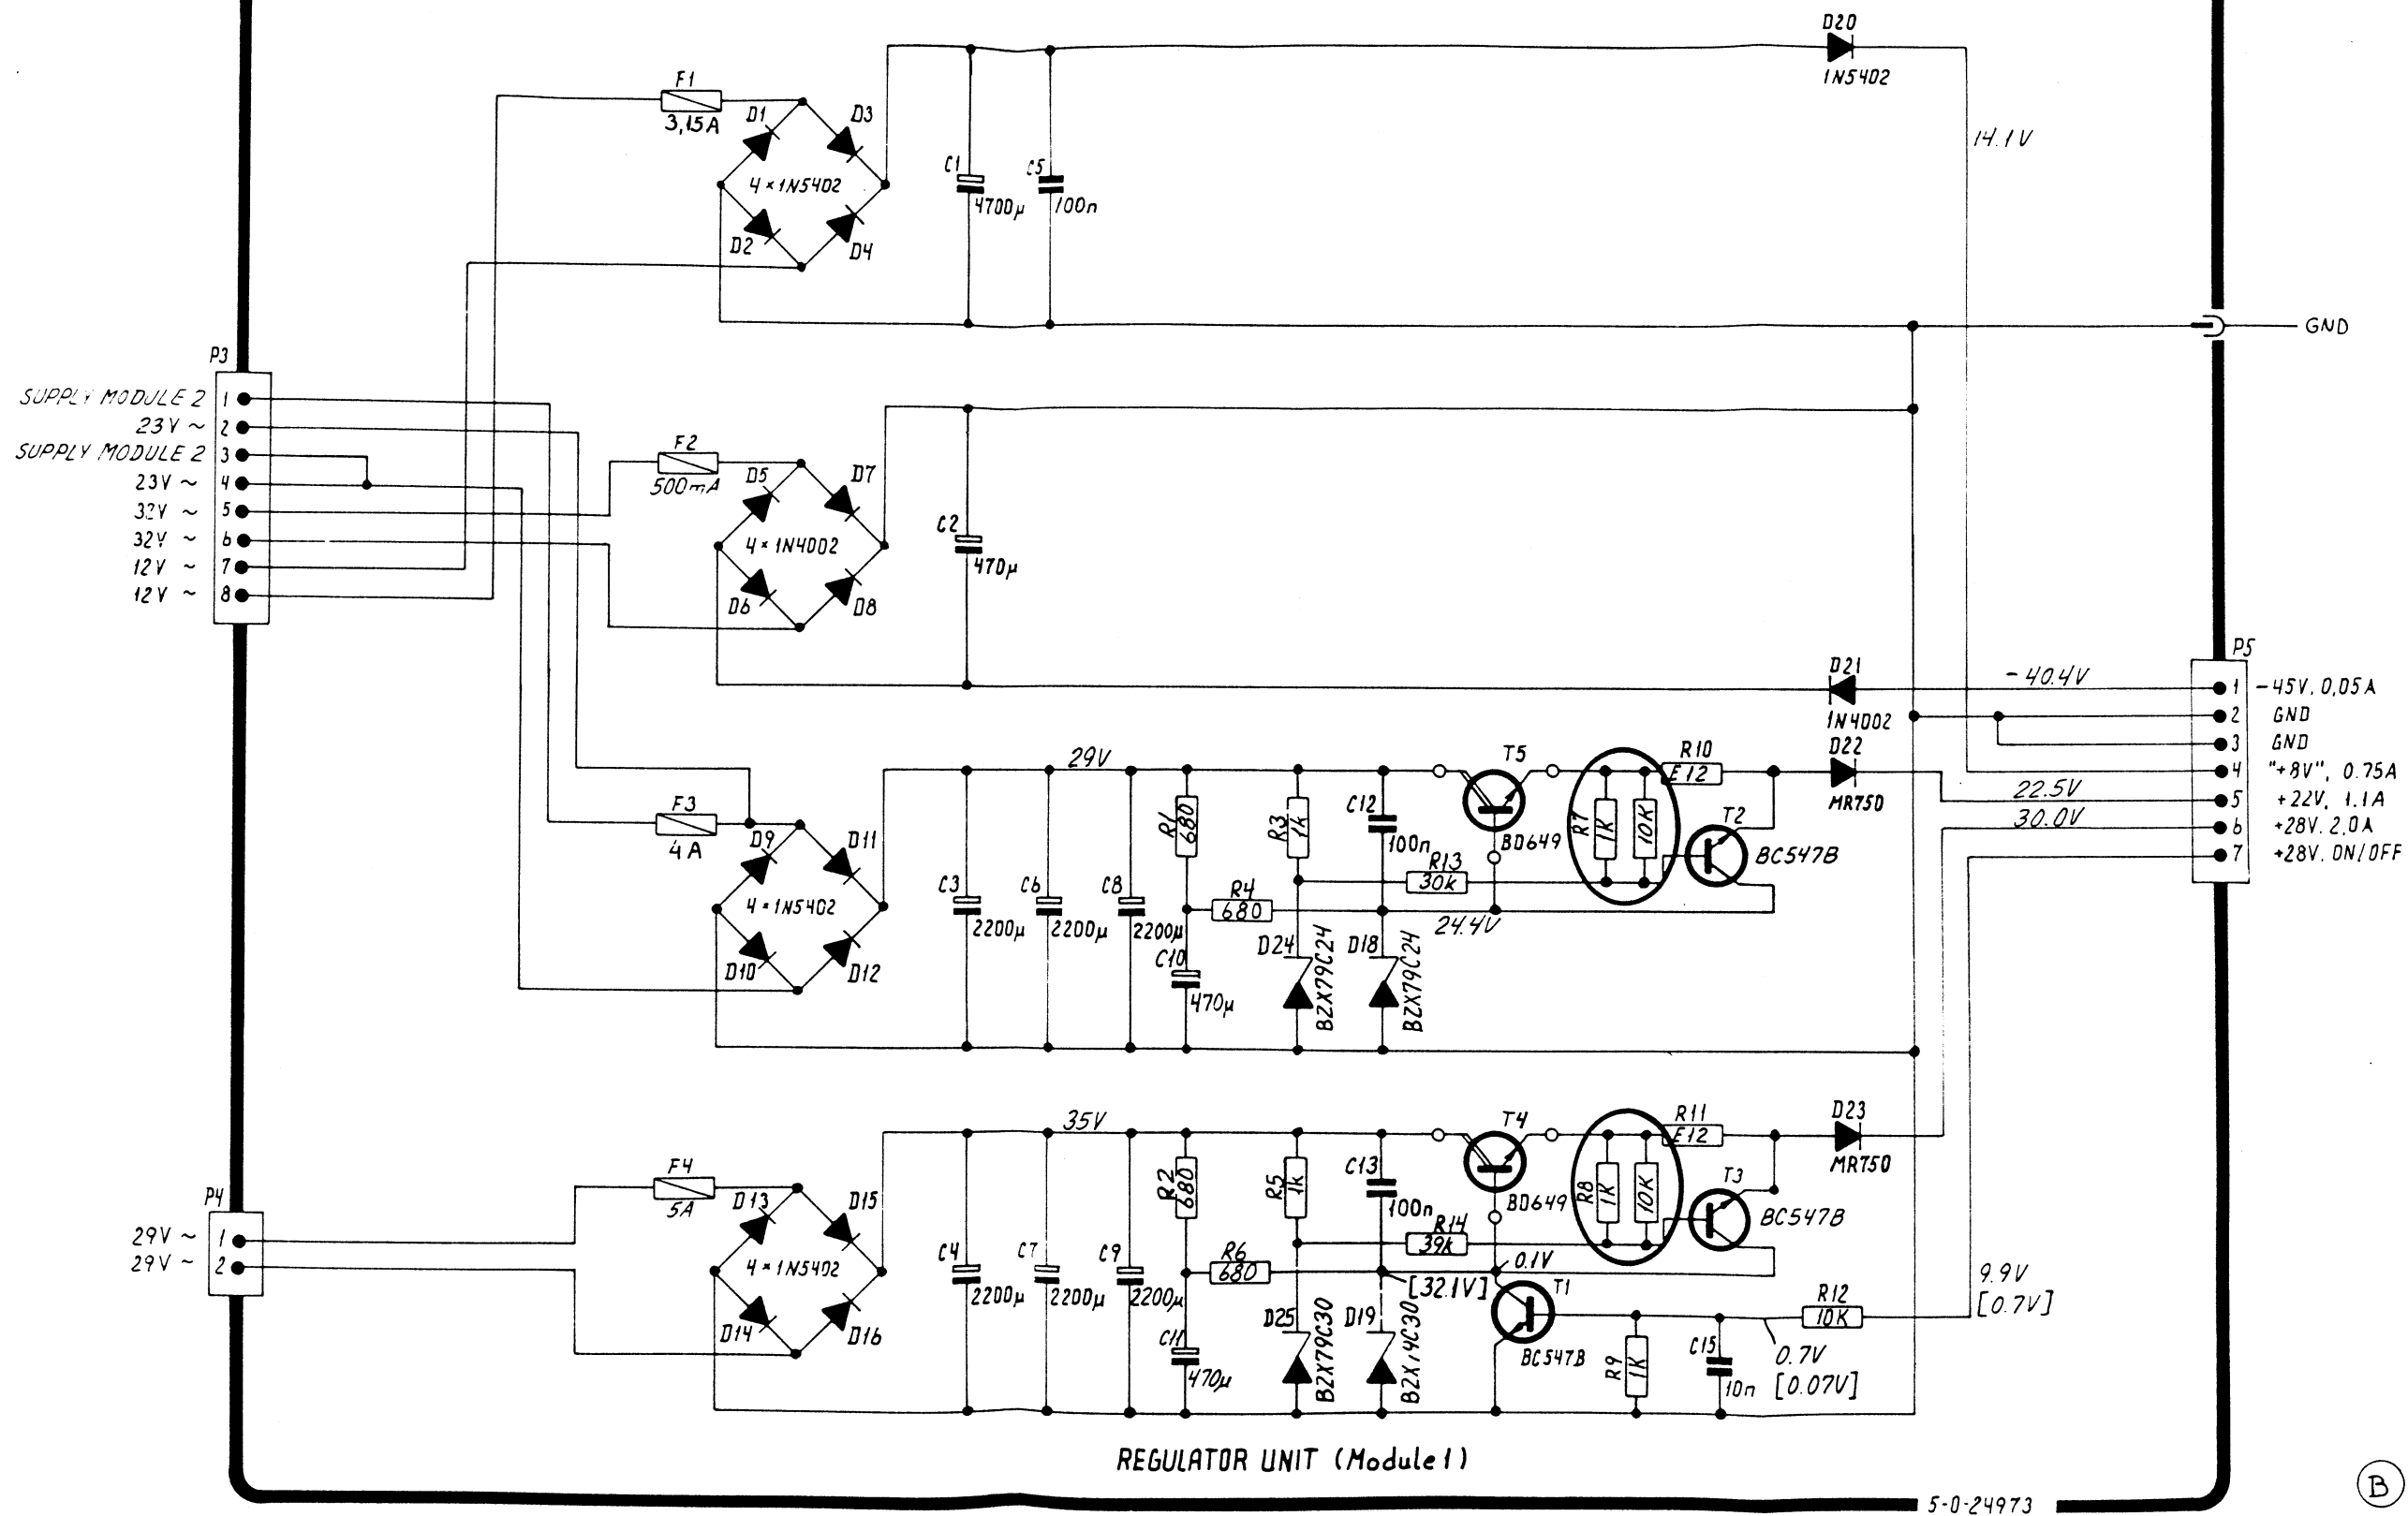 D20
1N5402
14.1V
F1
3,15A
D1
D3
4×1N5402
D2
D4
C1
4700µ
C5
100n
GND
P3
SUPPLY MODULE 2 1
23V ~ 2
SUPPLY MODULE 2 3
23V ~ 4
32V ~ 5
32V ~ 6
12V ~ 7
12V ~ 8
F2
500mA
D5
D7
4×1N4002
D6
D8
C2
470µ
D21
1N4002
-40.4V
P5
1 -45V. 0,05A
2 GND
3 GND
4 "+8V", 0.75A
5 +22V, 1.1A
6 +28V. 2,0A
7 +28V. ON/OFF
22.5V
30.0V
D22
MR750
29V
F3
4A
D9
D11
4×1N5402
D10
D12
C3
2200µ
C6
2200µ
C8
2200µ
R1
680
R4
680
C10
470µ
R3
1k
C12
100n
R13
30k
24.4V
D24
BZX79C24
D18
BZX79C24
T5
BD649
R7
1K
10K
R10
E12
T2
BC547B
35V
P4
29V ~ 1
29V ~ 2
F4
5A
D13
D15
4×1N5402
D14
D16
C4
2200µ
C7
2200µ
C9
2200µ
R2
680
R6
680
C11
470µ
R5
1k
C13
100n
R14
39k
0.1V
[32.1V]
D25
BZX79C30
D19
T4
BD649
R8
1K
10K
R11
E12
T3
BC547B
D23
MR750
T1
BC547B
R9
1K
C15
10n
R12
10K
0.7V
[0.07V]
9.9V
[0.7V]
REGULATOR UNIT (Module 1)
5-0-24973
B